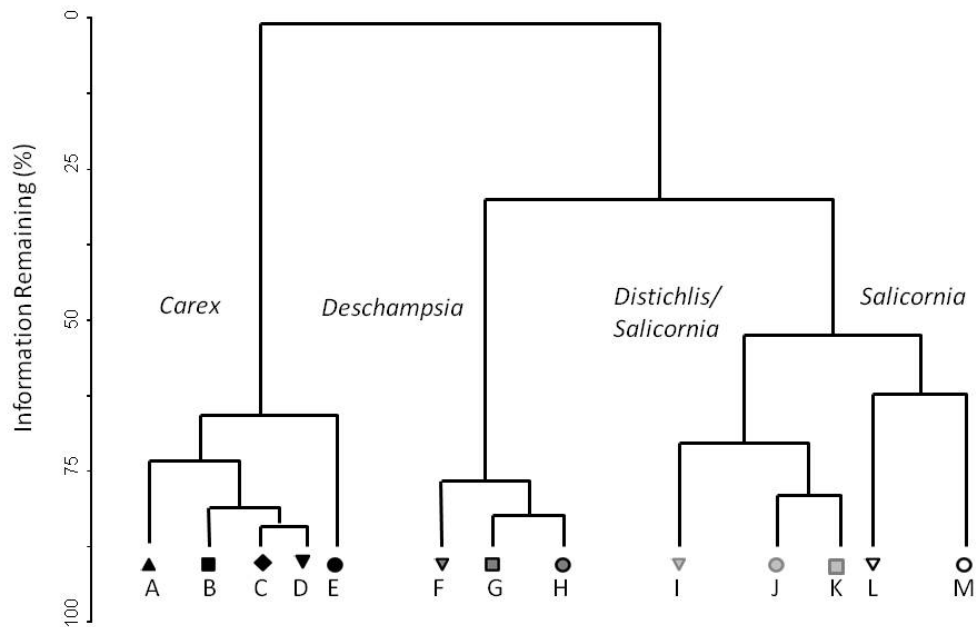 0
25
50
75
100
Information Remaining (%)
Carex
Deschampsia
Distichlis/
Salicornia
Salicornia
A B C D E F G H I J K L M